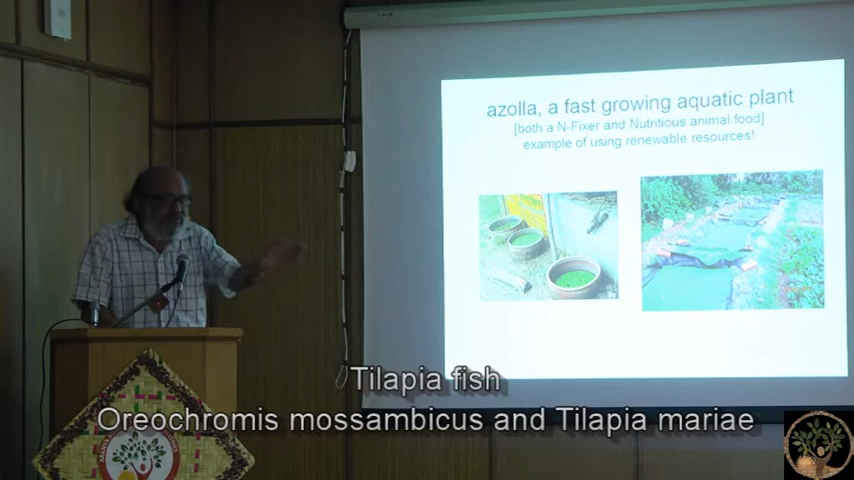 azolla, a fast growing aquatic plant
[both a N-Fixer and Nutritious animal food]
example of using renewable resources!
Tilapia fish
Oreochromis mossambicus and Tilapia mariae